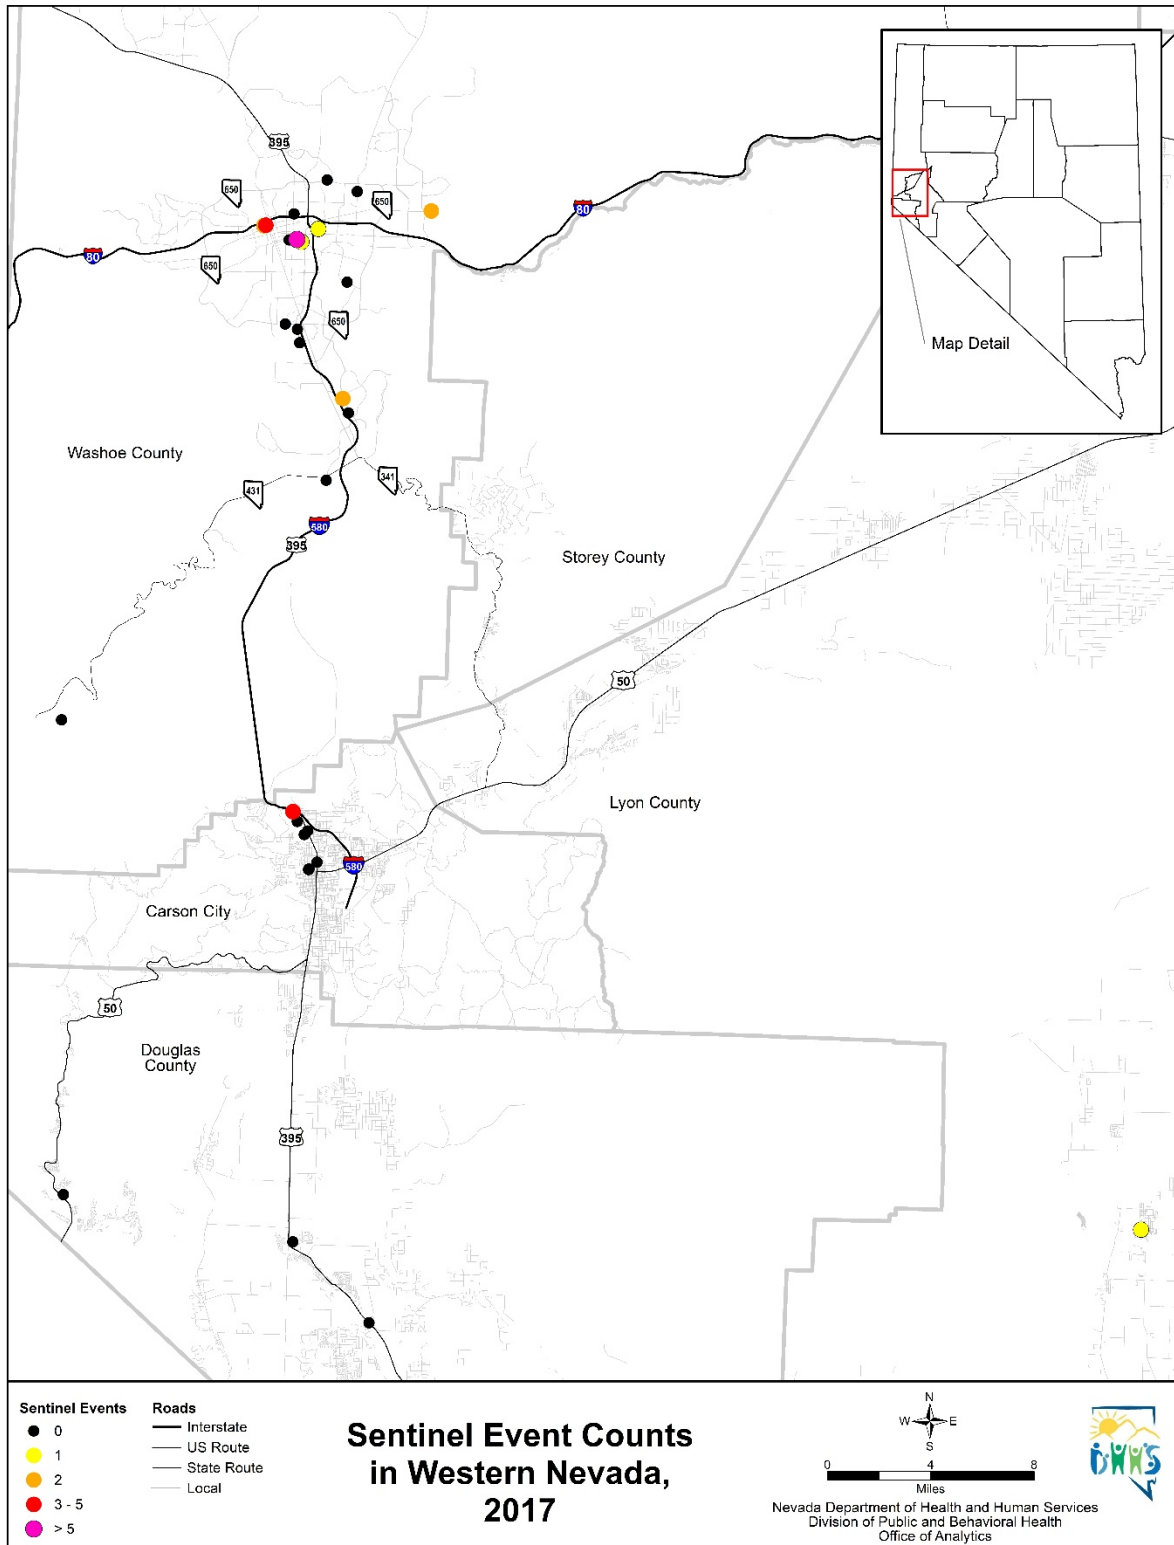 395
650
650
80
80
650
650
Map Detail
Washoe County
431
341
580
395
Storey County
50
Lyon County
580
Carson City
50
Douglas
County
395
Sentinel Events
0
1
2
3 - 5
> 5
Roads
Interstate
US Route
State Route
Local
Sentinel Event Counts
in Western Nevada,
2017
N
W E
S
0 4 8
Miles
Nevada Department of Health and Human Services
Division of Public and Behavioral Health
Office of Analytics
DHHS